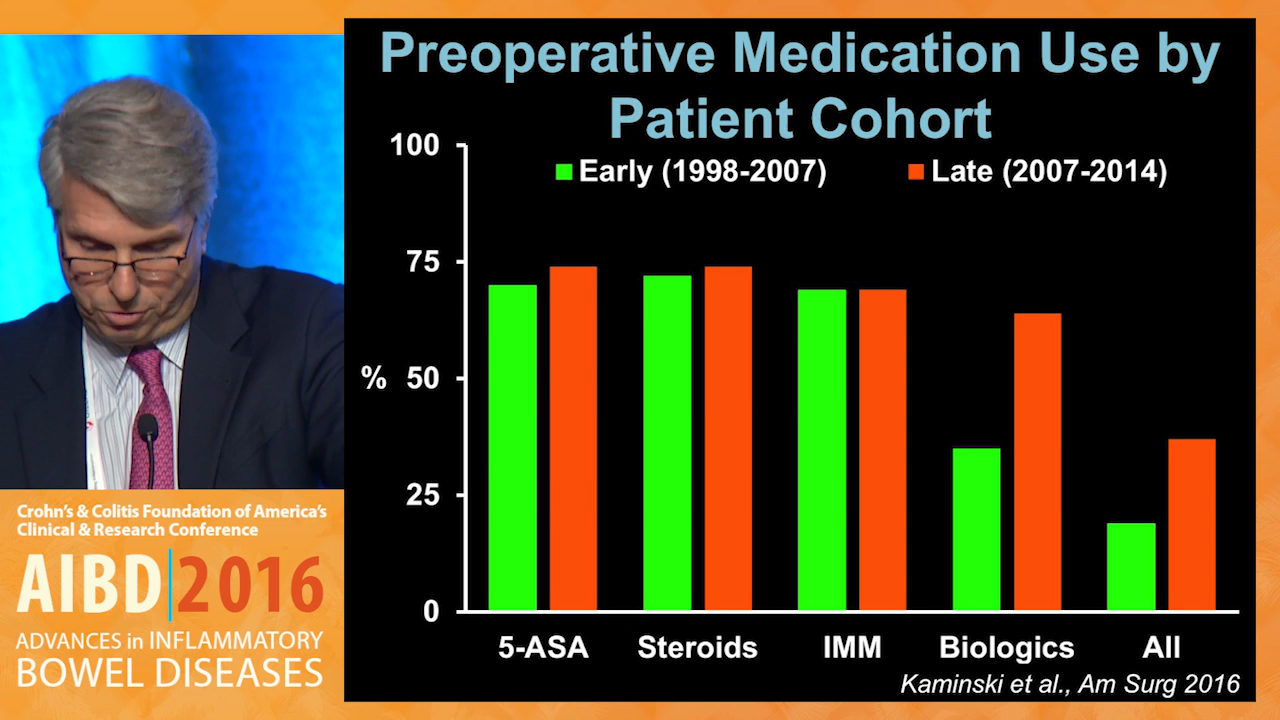 Preoperative Medication Use by
Patient Cohort
100
Early (1998-2007)
Late (2007-2014)
75
% 50
25
0
5-ASA Steroids IMM Biologics All
Kaminski et al., Am Surg 2016
Crohn's & Colitis Foundation of America's
Clinical & Research Conference
AIBD|2016
ADVANCES in INFLAMMATORY
BOWEL DISEASES